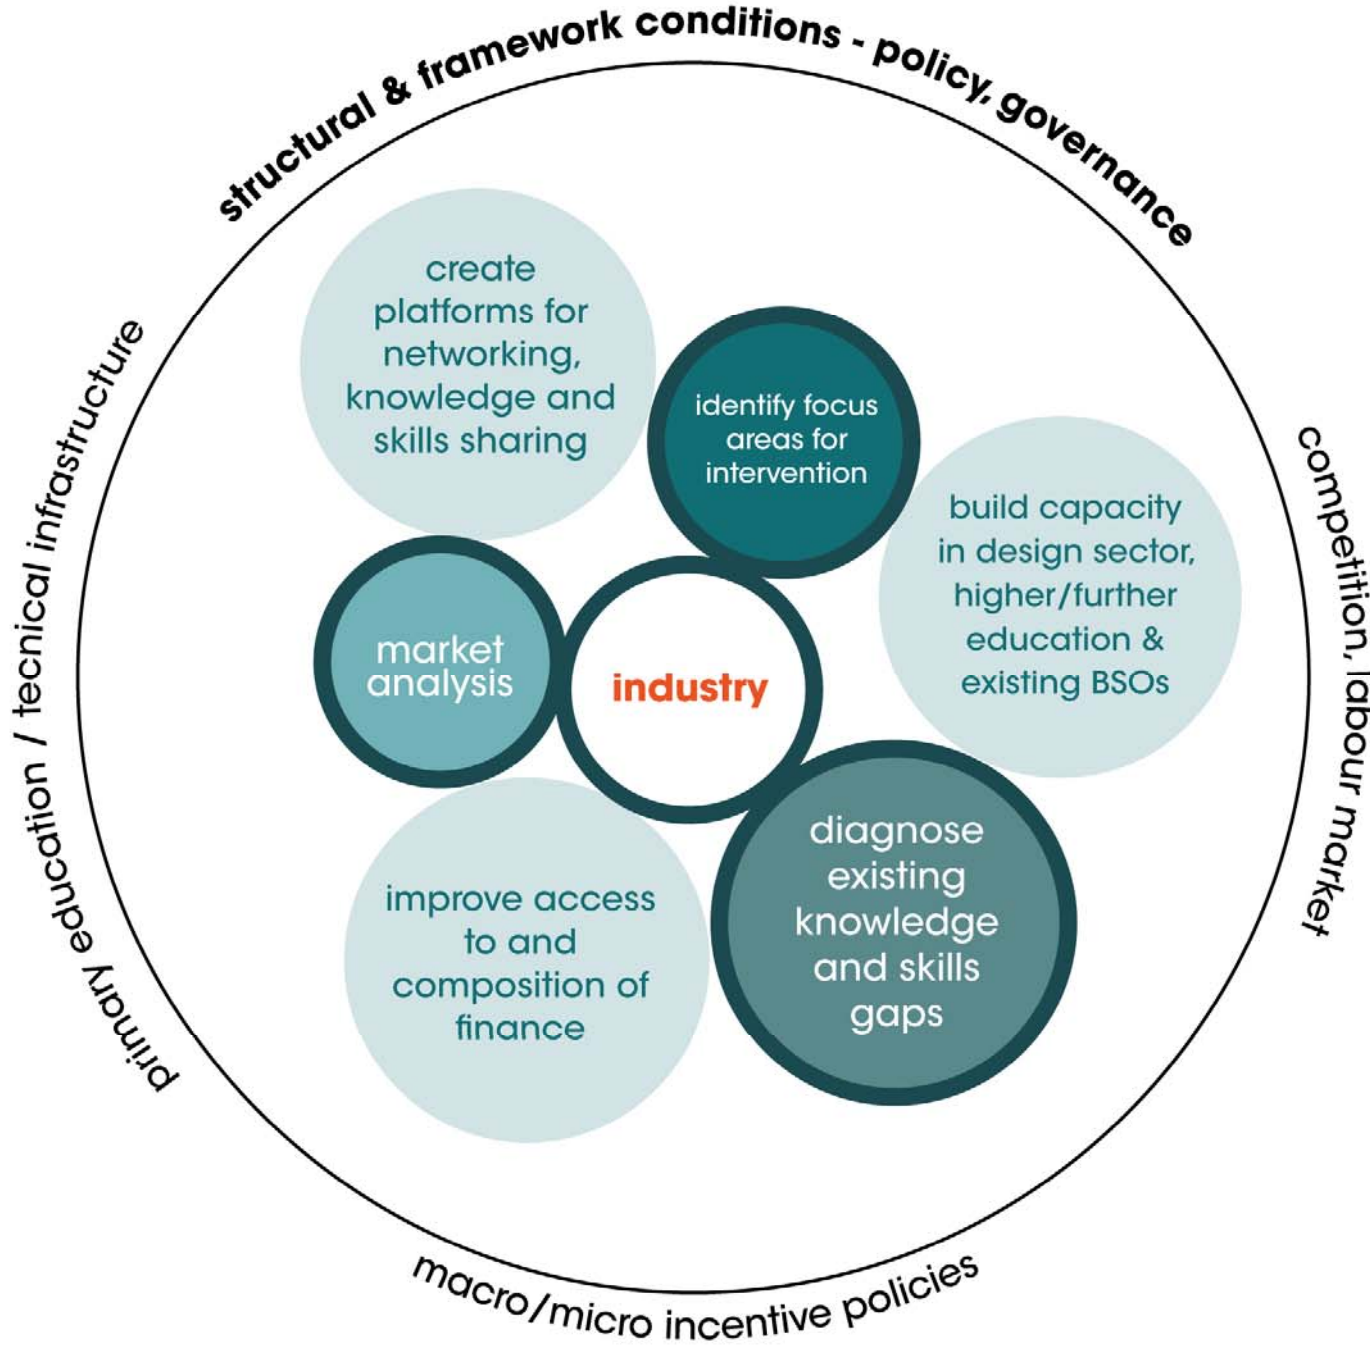 structural & framework conditions - policy, governance
create
platforms for
networking,
knowledge and
skills sharing
identify focus
areas for
intervention
build capacity
in design sector,
higher/further
education &
existing BSOs
market
analysis
industry
diagnose
existing
knowledge
and skills
gaps
improve access
to and
composition of
finance
primary education / tecnical infrastructure
competition, labour market
macro/micro incentive policies